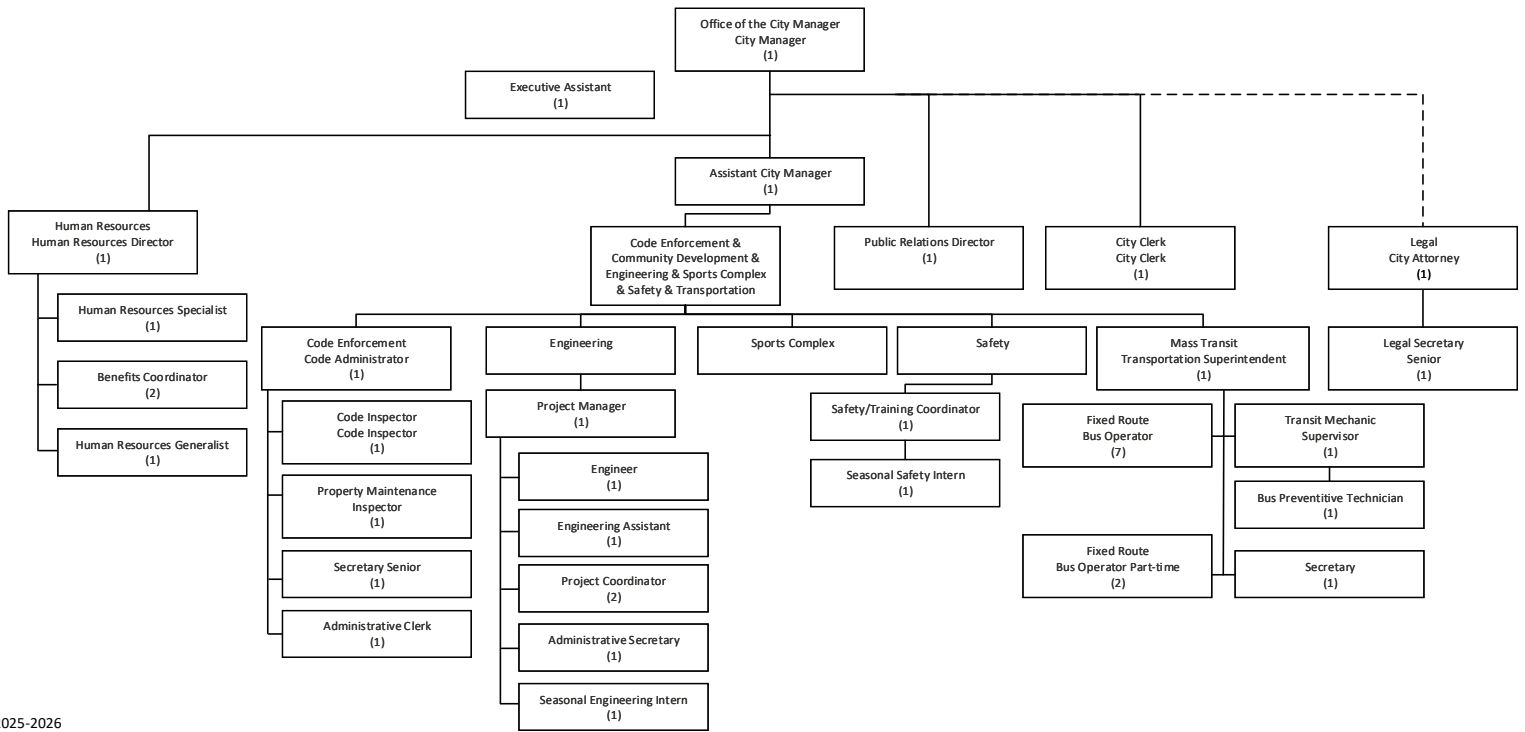 Office of the City Manager
City Manager
(1)
Executive Assistant
(1)
Assistant City Manager
(1)
Human Resources
Human Resources Director
(1)
Code Enforcement &
Community Development &
Engineering & Sports Complex
& Safety & Transportation
Public Relations Director
(1)
City Clerk
City Clerk
(1)
Legal
City Attorney
(1)
Human Resources Specialist
(1)
Benefits Coordinator
(2)
Human Resources Generalist
(1)
Code Enforcement
Code Administrator
(1)
Code Inspector
Code Inspector
(1)
Property Maintenance
Inspector
(1)
Secretary Senior
(1)
Administrative Clerk
(1)
Engineering
Project Manager
(1)
Engineer
(1)
Engineering Assistant
(1)
Project Coordinator
(2)
Administrative Secretary
(1)
Seasonal Engineering Intern
(1)
Sports Complex
Safety
Safety/Training Coordinator
(1)
Seasonal Safety Intern
(1)
Mass Transit
Transportation Superintendent
(1)
Fixed Route
Bus Operator
(7)
Transit Mechanic
Supervisor
(1)
Bus Preventitive Technician
(1)
Fixed Route
Bus Operator Part-time
(2)
Secretary
(1)
Legal Secretary
Senior
(1)
025-2026